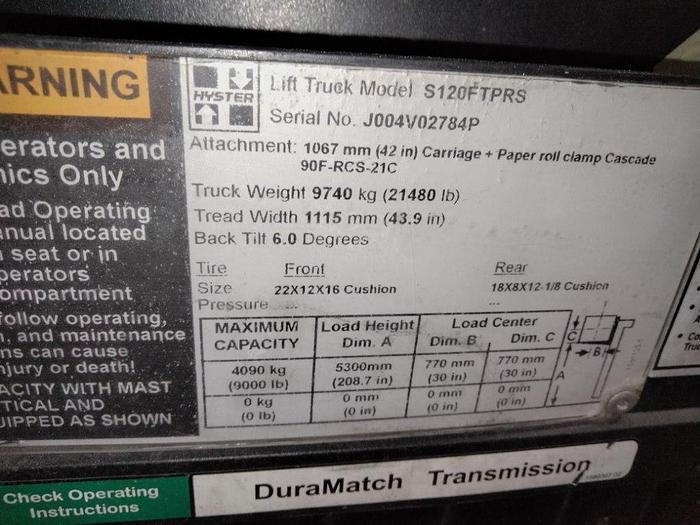 ARNING
erators and
nics Only
ad Operating
anual located
seat or in
perators
ompartment
follow operating,
, and maintenance
ns can cause
njury or death!
ACITY WITH MAST
TICAL AND
UIPPED AS SHOWN
HYSTER
Lift Truck Model S120FTPRS
Serial No. J004V02784P
Attachment: 1067 mm (42 in) Carriage + Paper roll clamp Cascade
90F-RCS-21C
Truck Weight 9740 kg (21480 lb)
Tread Width 1115 mm (43.9 in)
Back Tilt 6.0 Degrees
Tire Front Rear
Size 22X12X16 Cushion 18X8X12-1/8 Cushion
Pressure ... ...
MAXIMUM CAPACITY Load Height Dim. A Load Center Dim. B Dim. C
4090 kg (9000 lb) 5300mm (208.7 in) 770 mm (30 in) 770 mm (30 in)
0 kg (0 lb) 0 mm (0 in) 0 mm (0 in) 0 mm (0 in)
C
B
A
Check Operating
Instructions
DuraMatch Transmission